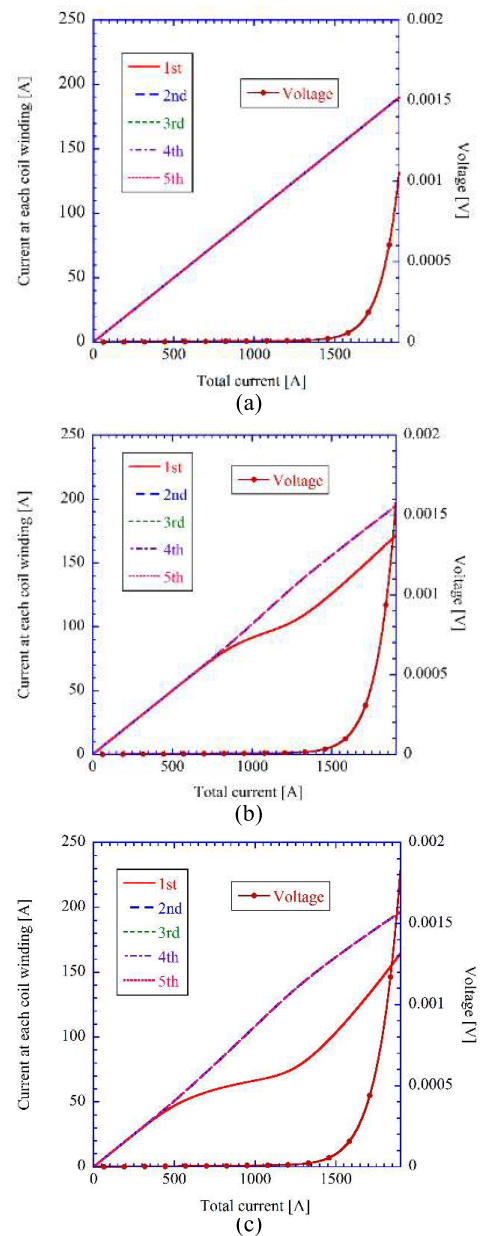 250
200
150
100
50
0
Current at each coil winding [A]
1st
2nd
3rd
4th
5th
Voltage
0.002
0.0015
0.001
0.0005
0
Voltage [V]
0 500 1000 1500
Total current [A]
(a)
250
200
150
100
50
0
Current at each coil winding [A]
1st
2nd
3rd
4th
5th
Voltage
0.002
0.0015
0.001
0.0005
0
Voltage [V]
0 500 1000 1500
Total current [A]
(b)
250
200
150
100
50
0
Current at each coil winding [A]
1st
2nd
3rd
4th
5th
Voltage
0.002
0.0015
0.001
0.0005
0
Voltage [V]
0 500 1000 1500
Total current [A]
(c)